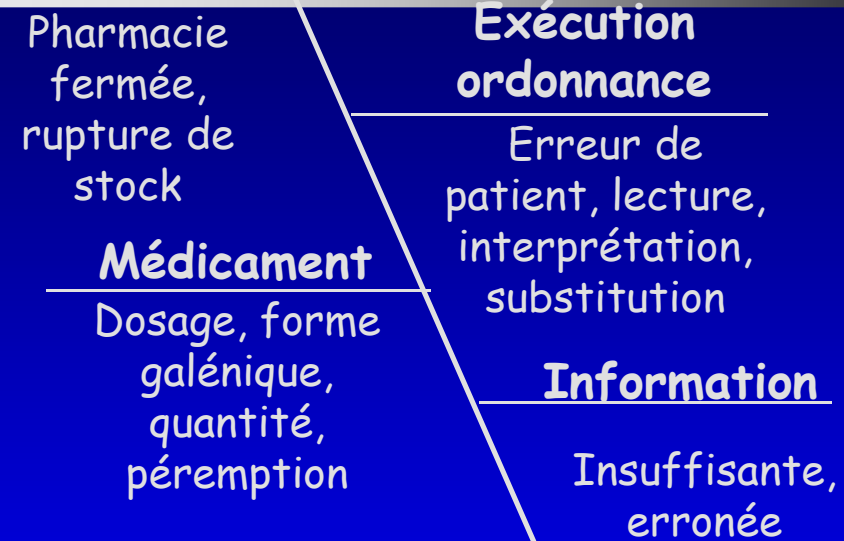 Pharmacie
fermée,
rupture de
stock
Médicament
Dosage, forme
galénique,
quantité,
péremption
Exécution
ordonnance
Erreur de
patient, lecture,
interprétation,
substitution
Information
Insuffisante,
erronée